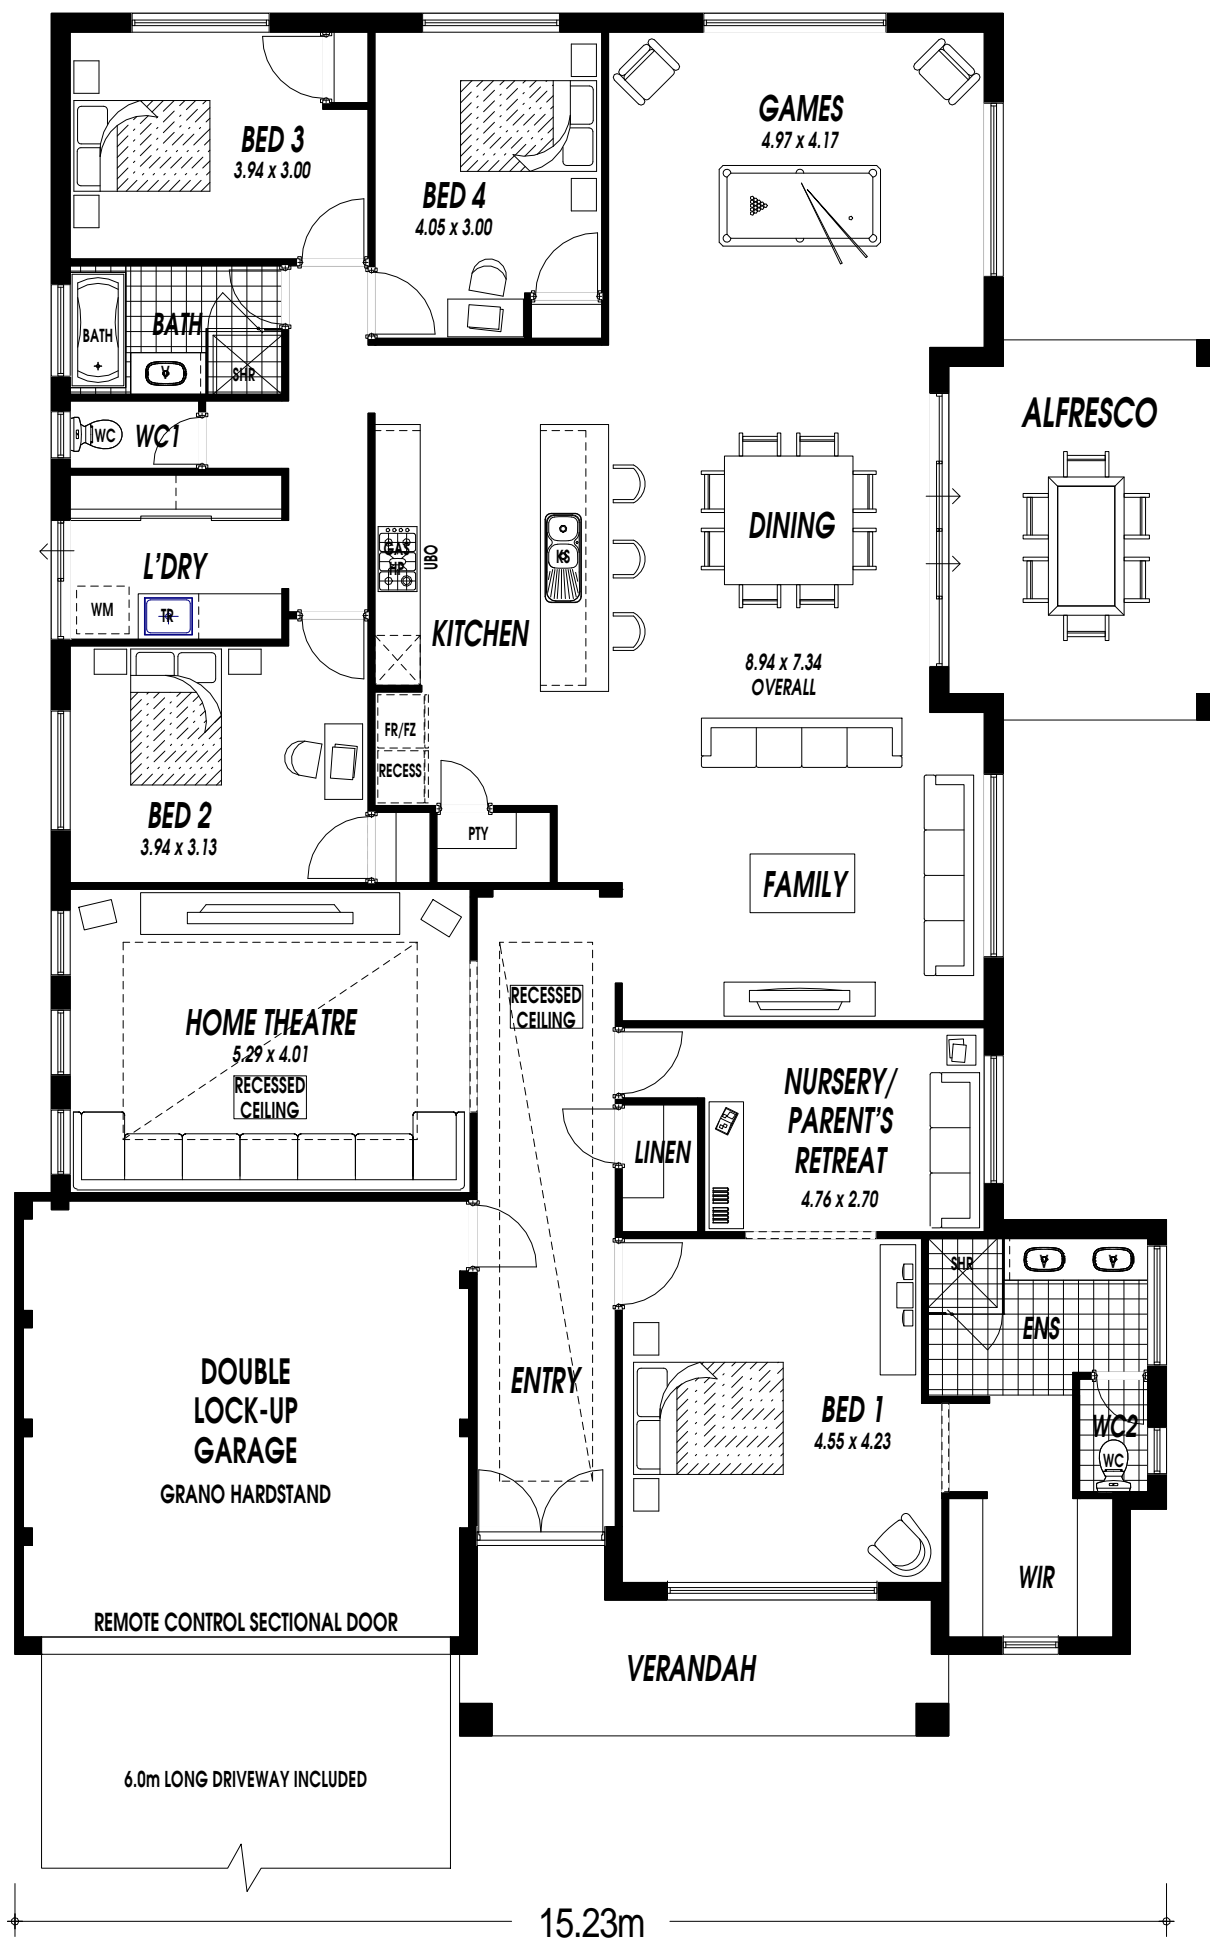 BED 3
3.94 x 3.00
BED 4
4.05 x 3.00
GAMES
4.97 x 4.17
BATH
BATH
SHR
WC
WC1
ALFRESCO
L'DRY
WM
TR
GAS
HP
UBO
KS
KITCHEN
DINING
8.94 x 7.34
OVERALL
FR/FZ
RECESS
PTY
BED 2
3.94 x 3.13
FAMILY
HOME THEATRE
5.29 x 4.01
RECESSED
CEILING
RECESSED
CEILING
NURSERY/
PARENT'S
RETREAT
4.76 x 2.70
LINEN
SHR
ENS
ENTRY
BED 1
4.55 x 4.23
WC2
WC
WIR
DOUBLE
LOCK-UP
GARAGE
GRANO HARDSTAND
REMOTE CONTROL SECTIONAL DOOR
VERANDAH
6.0m LONG DRIVEWAY INCLUDED
15.23m